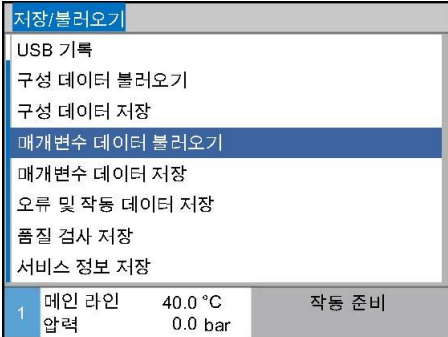 저장/불러오기
USB 기록
구성 데이터 불러오기
구성 데이터 저장
매개변수 데이터 불러오기
매개변수 데이터 저장
오류 및 작동 데이터 저장
품질 검사 저장
서비스 정보 저장
1 메인 라인 40.0 °C 작동 준비
압력 0.0 bar